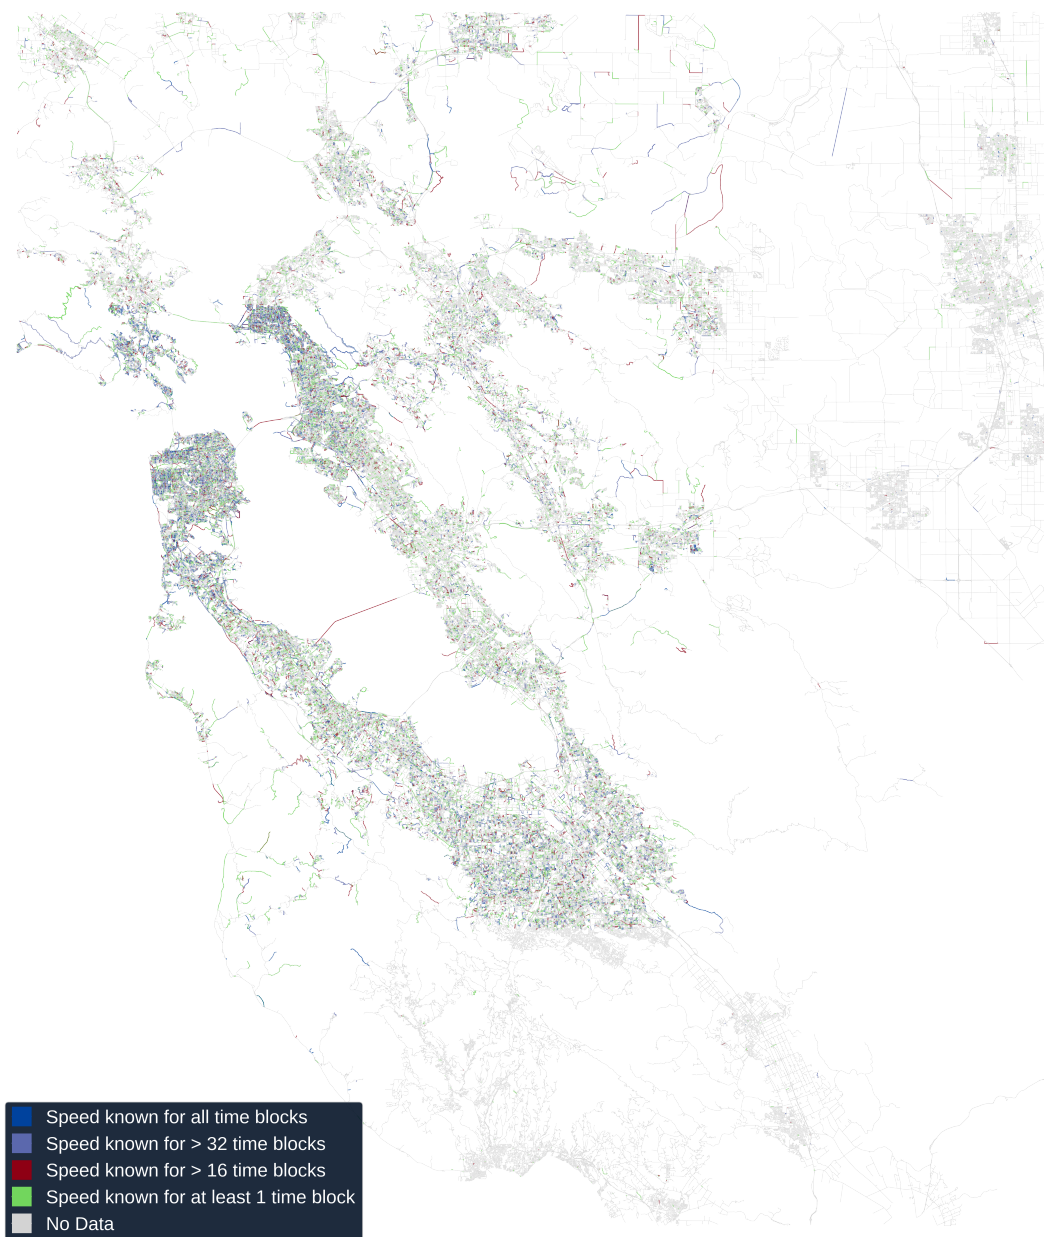 Speed known for all time blocks
Speed known for > 32 time blocks
Speed known for > 16 time blocks
Speed known for at least 1 time block
No Data